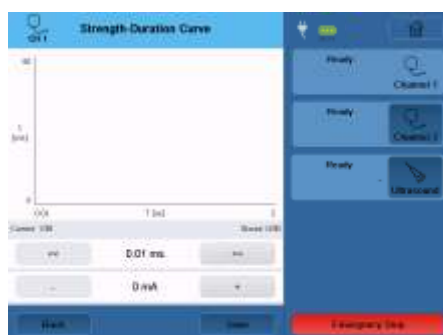 CH 1
Strength-Duration Curve
I
[mA]
0
0.01
T [ms]
<<
0.01 ms
>>
-
0 mA
+
Back
Ready
Channel 1
Ready
Channel 2
Ready
Ultrasound
Emergency Stop